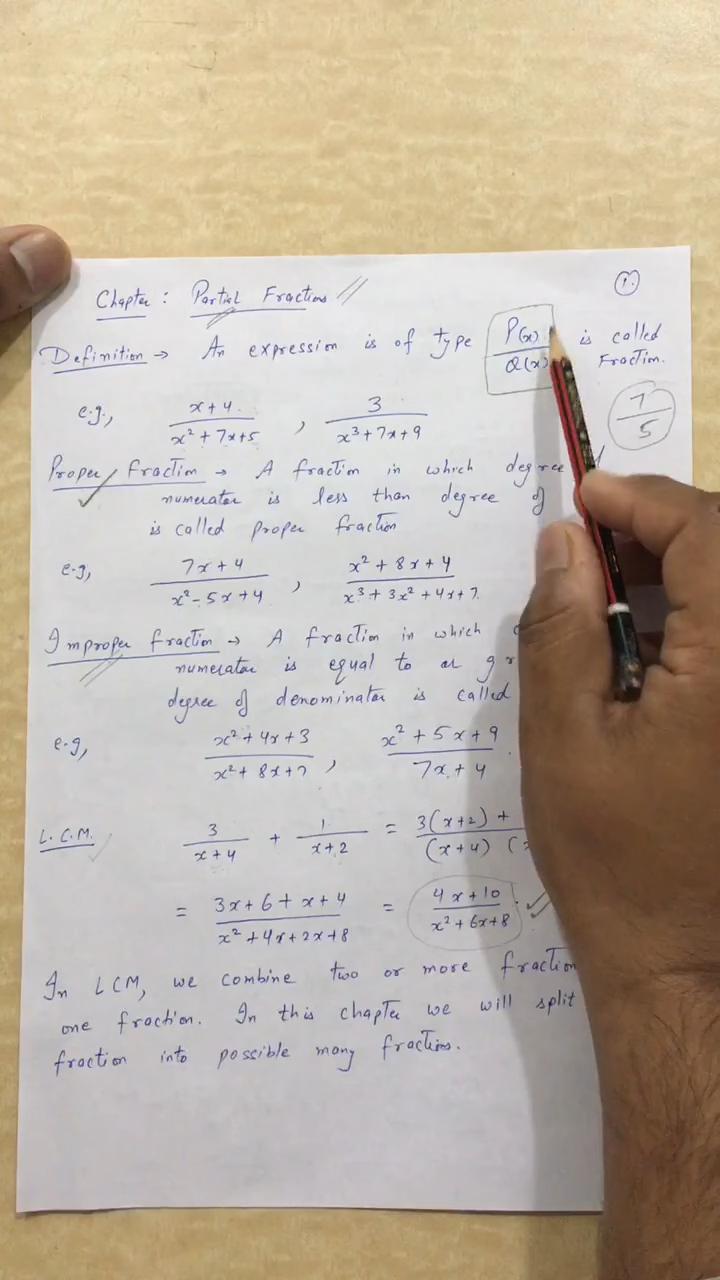 1.
Chapter : Partial Fractions
Definition → An expression is of type P(x)/Q(x) is called Fraction.
7/5
e.g., (x+4)/(x²+7x+5) , 3/(x³+7x+9)
Proper fraction → A fraction in which degree
numerator is less than degree of
is called proper fraction
e.g, (7x+4)/(x²-5x+4) , (x²+8x+4)/(x³+3x²+4x+7)
Improper fraction → A fraction in which
numerator is equal to or
degree of denominator is called
e.g, (x²+4x+3)/(x²+8x+7) , (x²+5x+9)/(7x+4)
L.C.M. 3/(x+4) + 1/(x+2) = 3(x+2) + / (x+4) (
= (3x+6+x+4)/(x²+4x+2x+8) = (4x+10)/(x²+6x+8)
In LCM, we combine two or more fraction
one fraction. In this chapter we will split
fraction into possible many fractions.